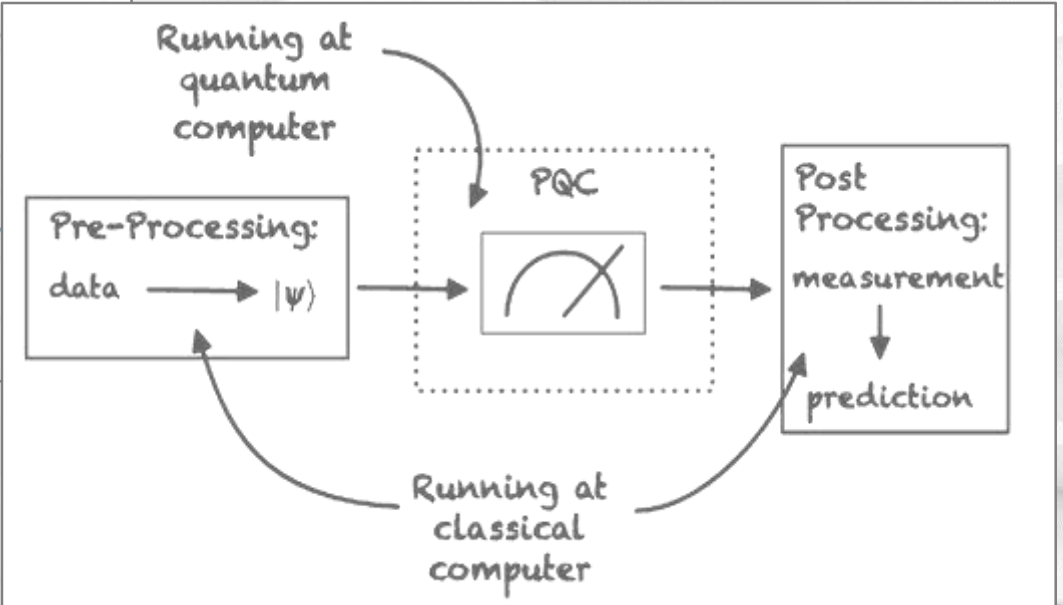 Running at
quantum
computer
Pre-Processing:
data
|ψ⟩
PQC
Post
Processing:
measurement
prediction
Running at
classical
computer